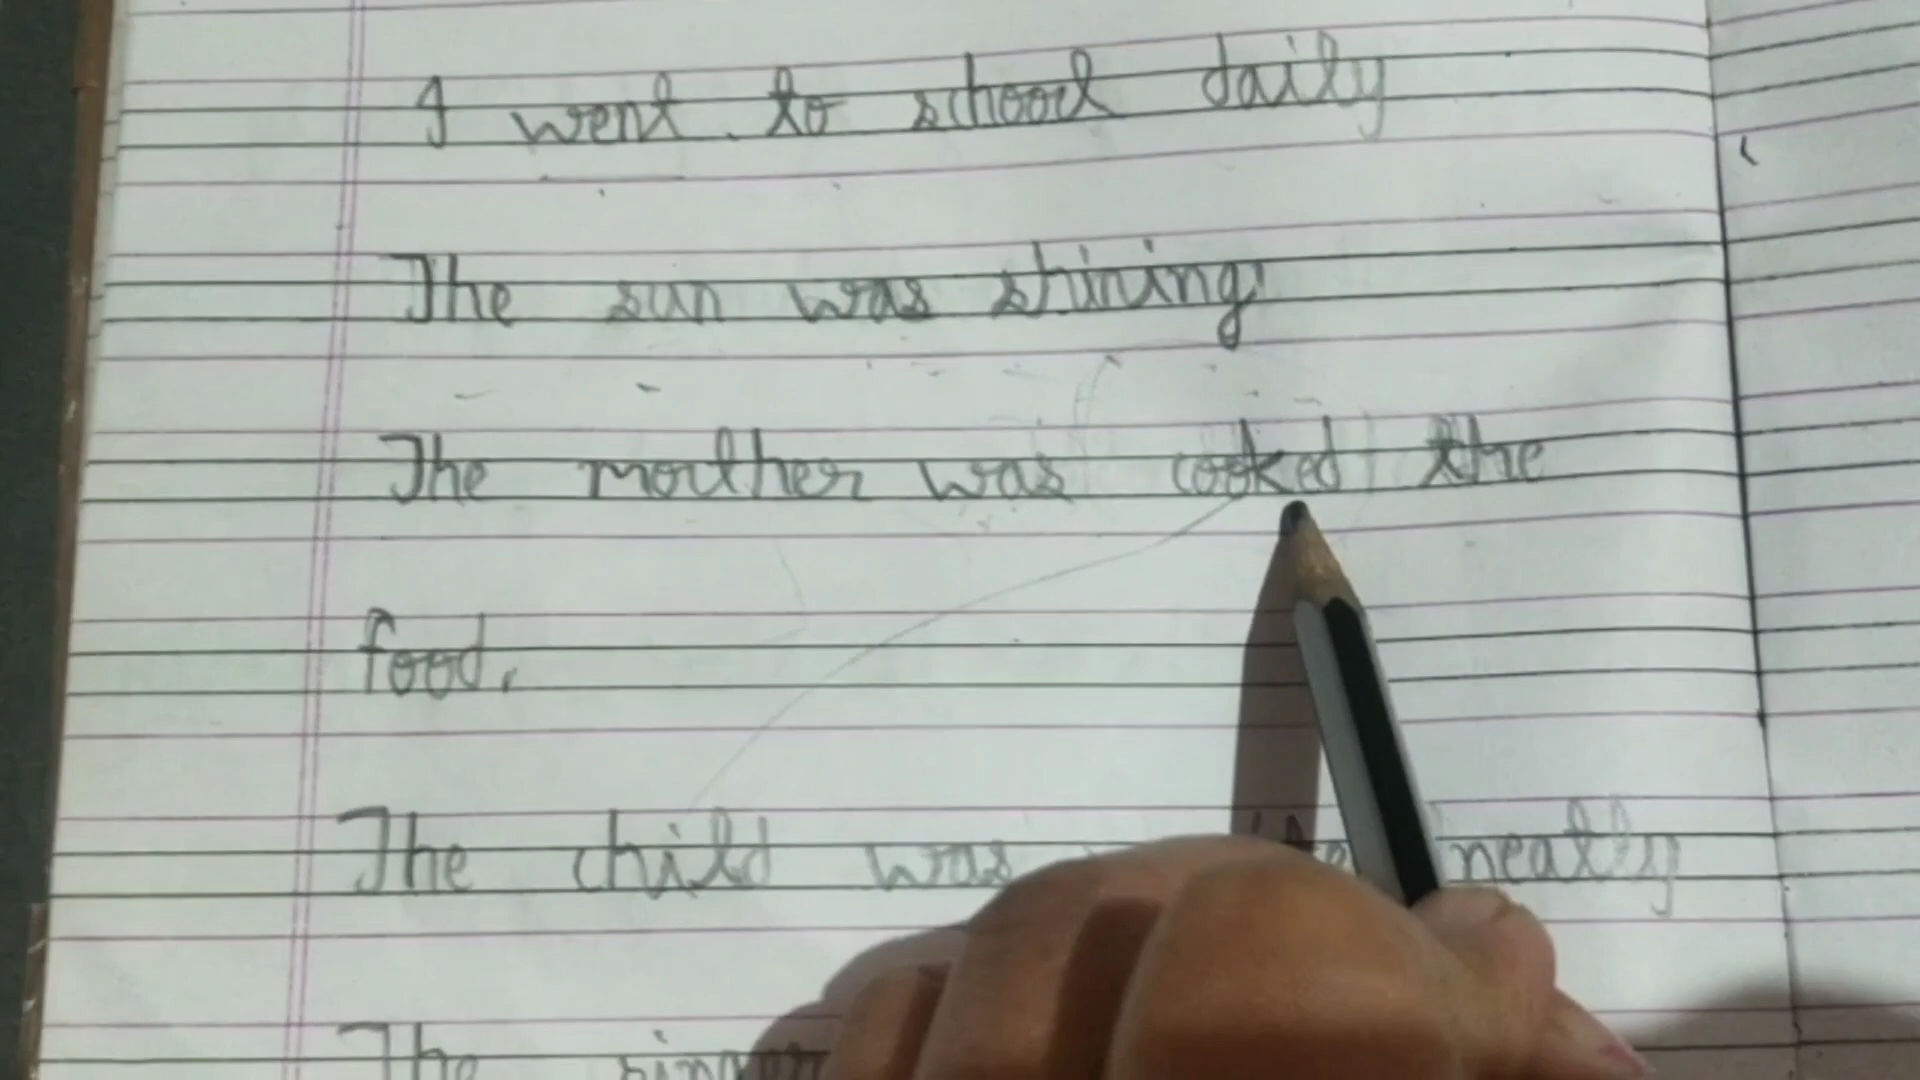 I went to school daily
The sun was shining
The mother was cooked the
food.
The child was neatly
The